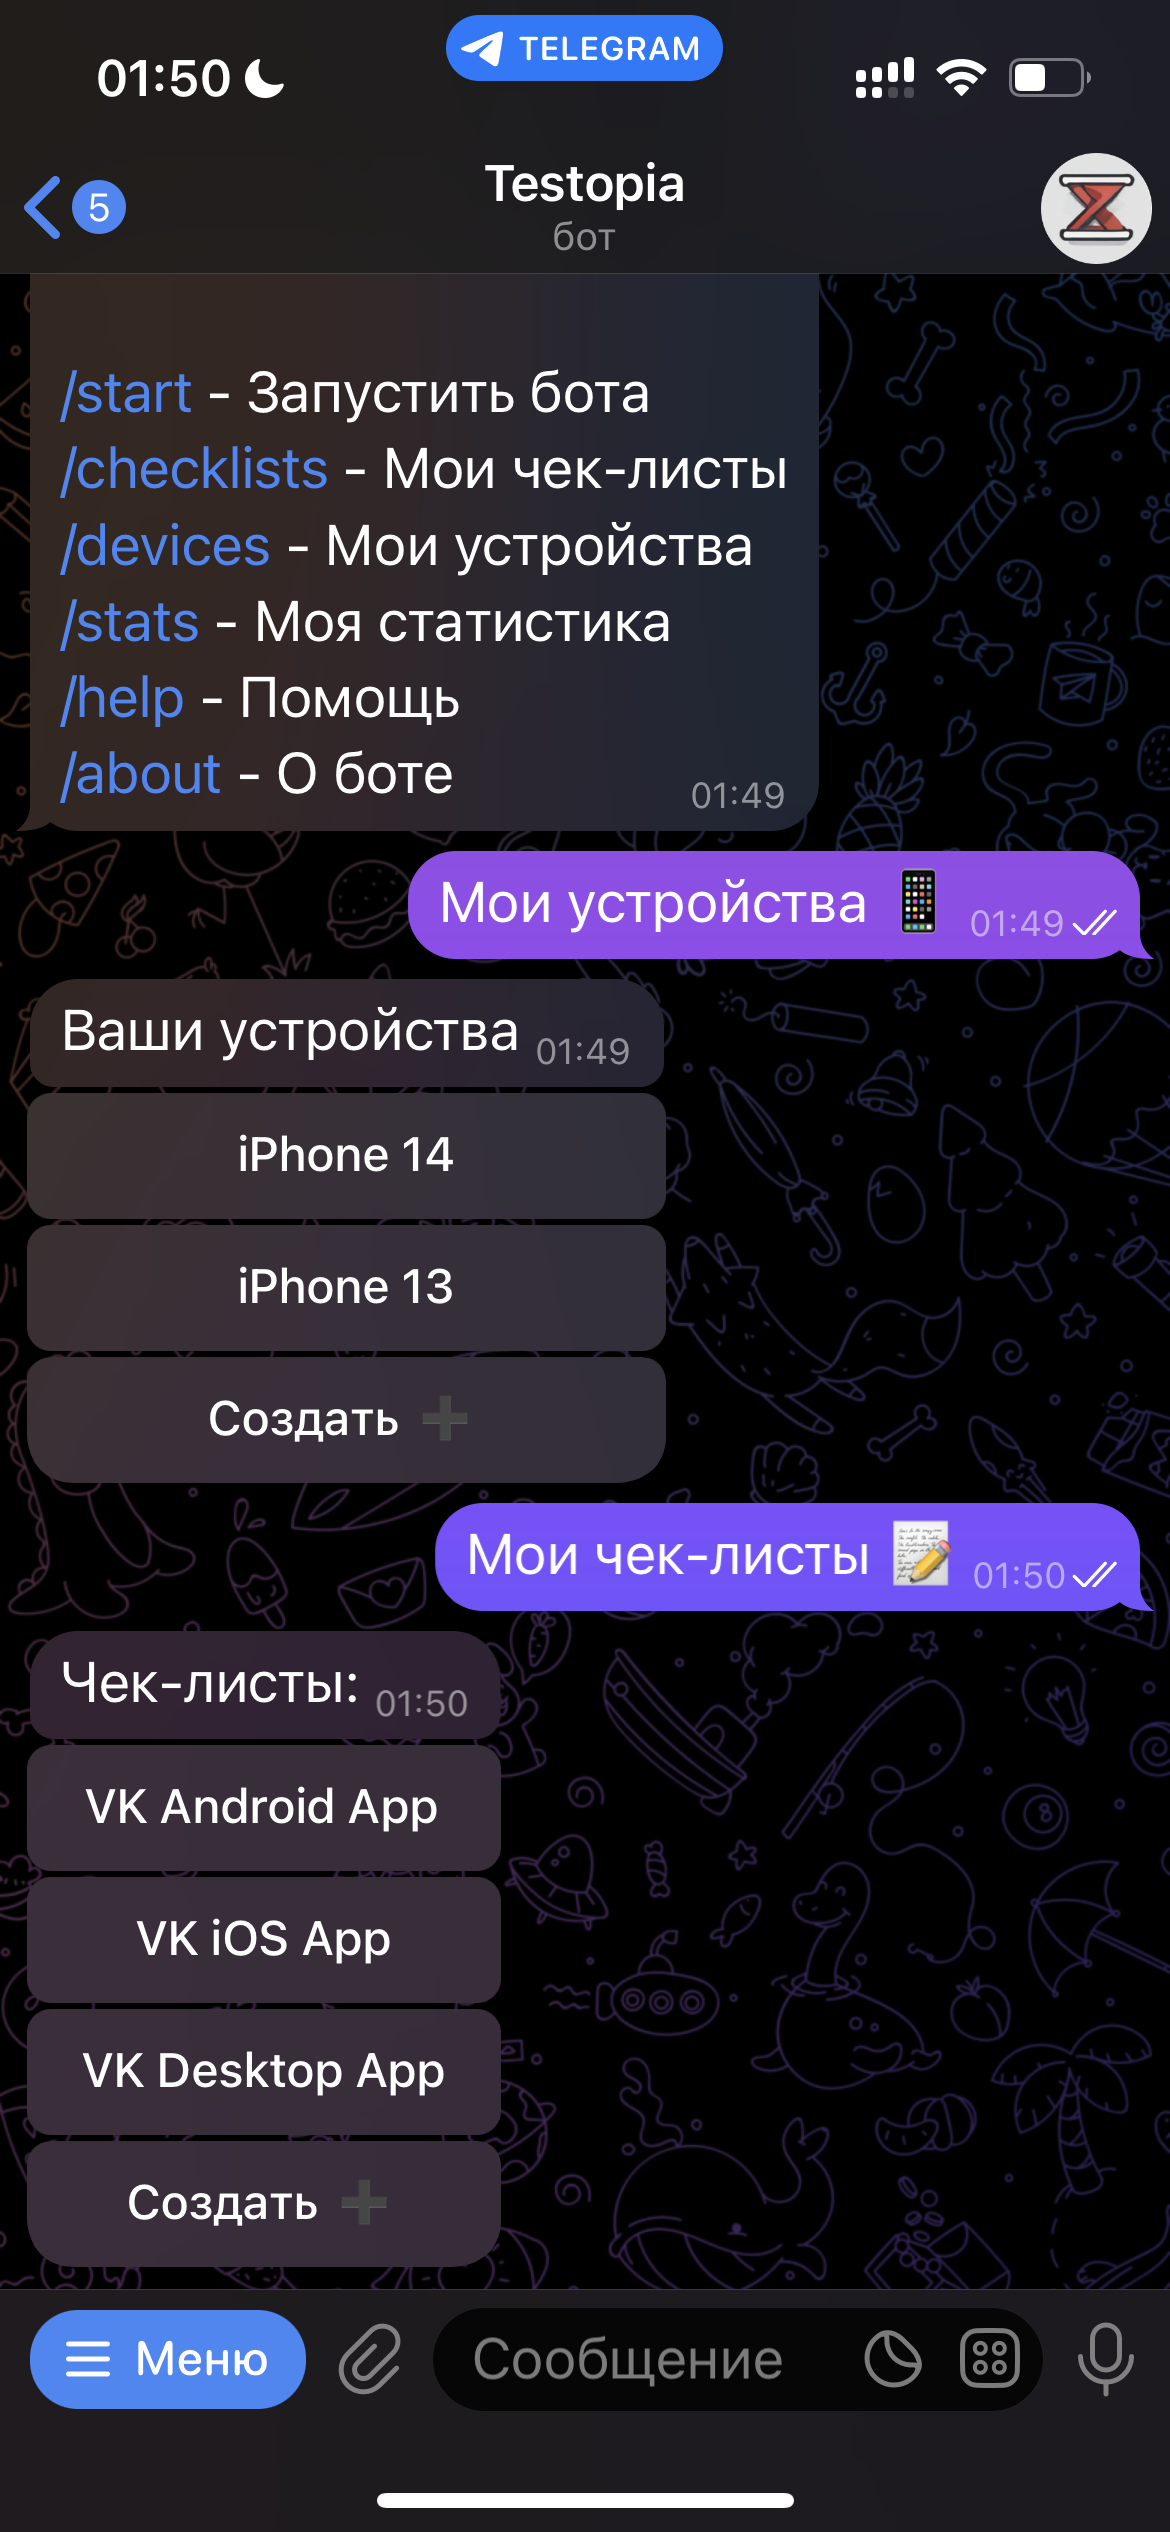 01:50
TELEGRAM
5
Testopia
бот
/start - Запустить бота
/checklists - Мои чек-листы
/devices - Мои устройства
/stats - Моя статистика
/help - Помощь
/about - О боте
01:49
Мои устройства 📱 01:49
Ваши устройства 01:49
iPhone 14
iPhone 13
Создать ➕
Мои чек-листы 📝 01:50
Чек-листы: 01:50
VK Android App
VK iOS App
VK Desktop App
Создать ➕
Меню
Сообщение